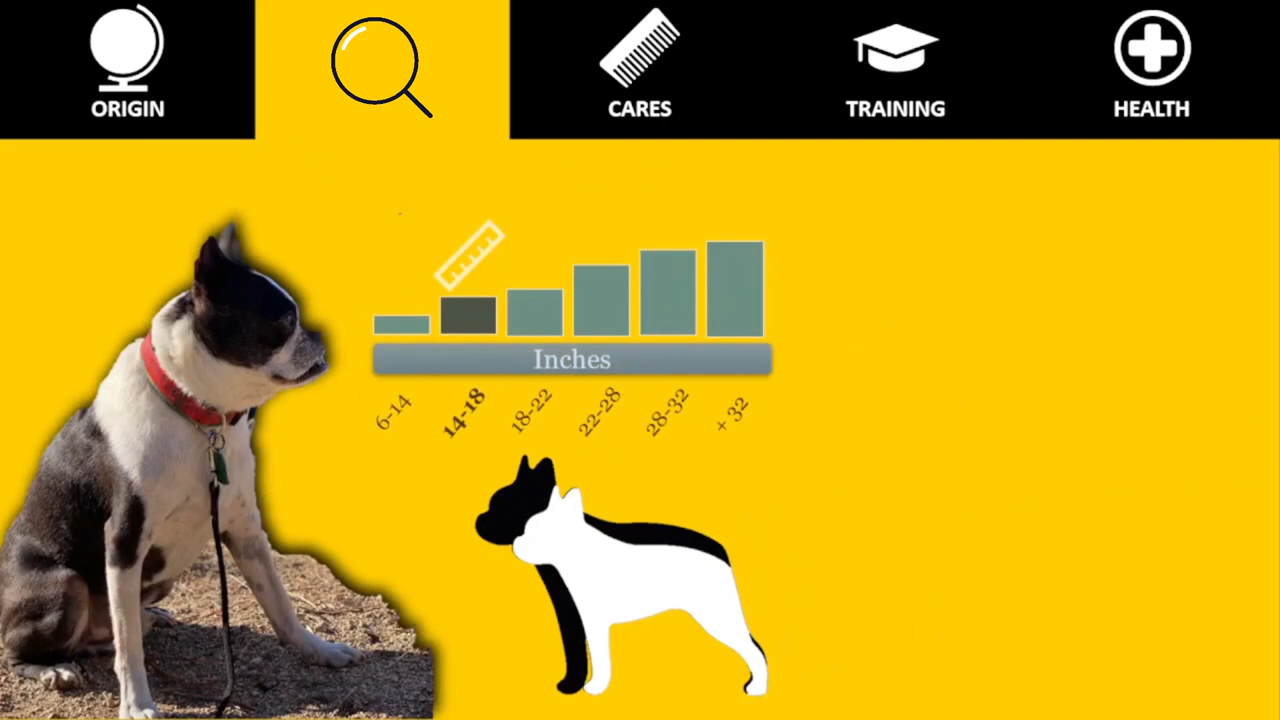 ORIGIN
CARES
TRAINING
HEALTH
Inches
6-14
14-18
18-22
22-28
28-32
+ 32